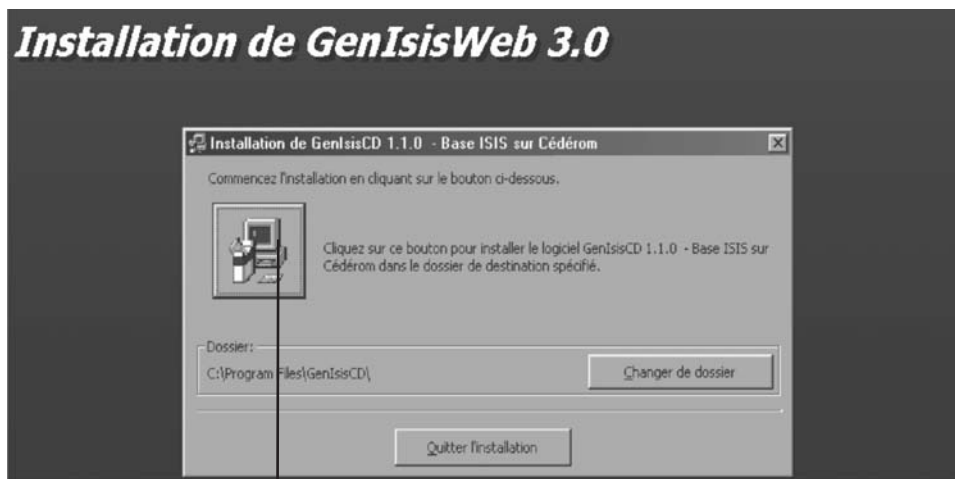 Installation de GenIsisWeb 3.0
Installation de GenIsisCD 1.1.0 - Base ISIS sur Cédérom
Commencez l'installation en cliquant sur le bouton ci-dessous.
Cliquez sur ce bouton pour installer le logiciel GenIsisCD 1.1.0 - Base ISIS sur
Cédérom dans le dossier de destination spécifié.
Dossier:
C:\Program Files\GenIsisCD\
Changer de dossier
Quitter l'installation